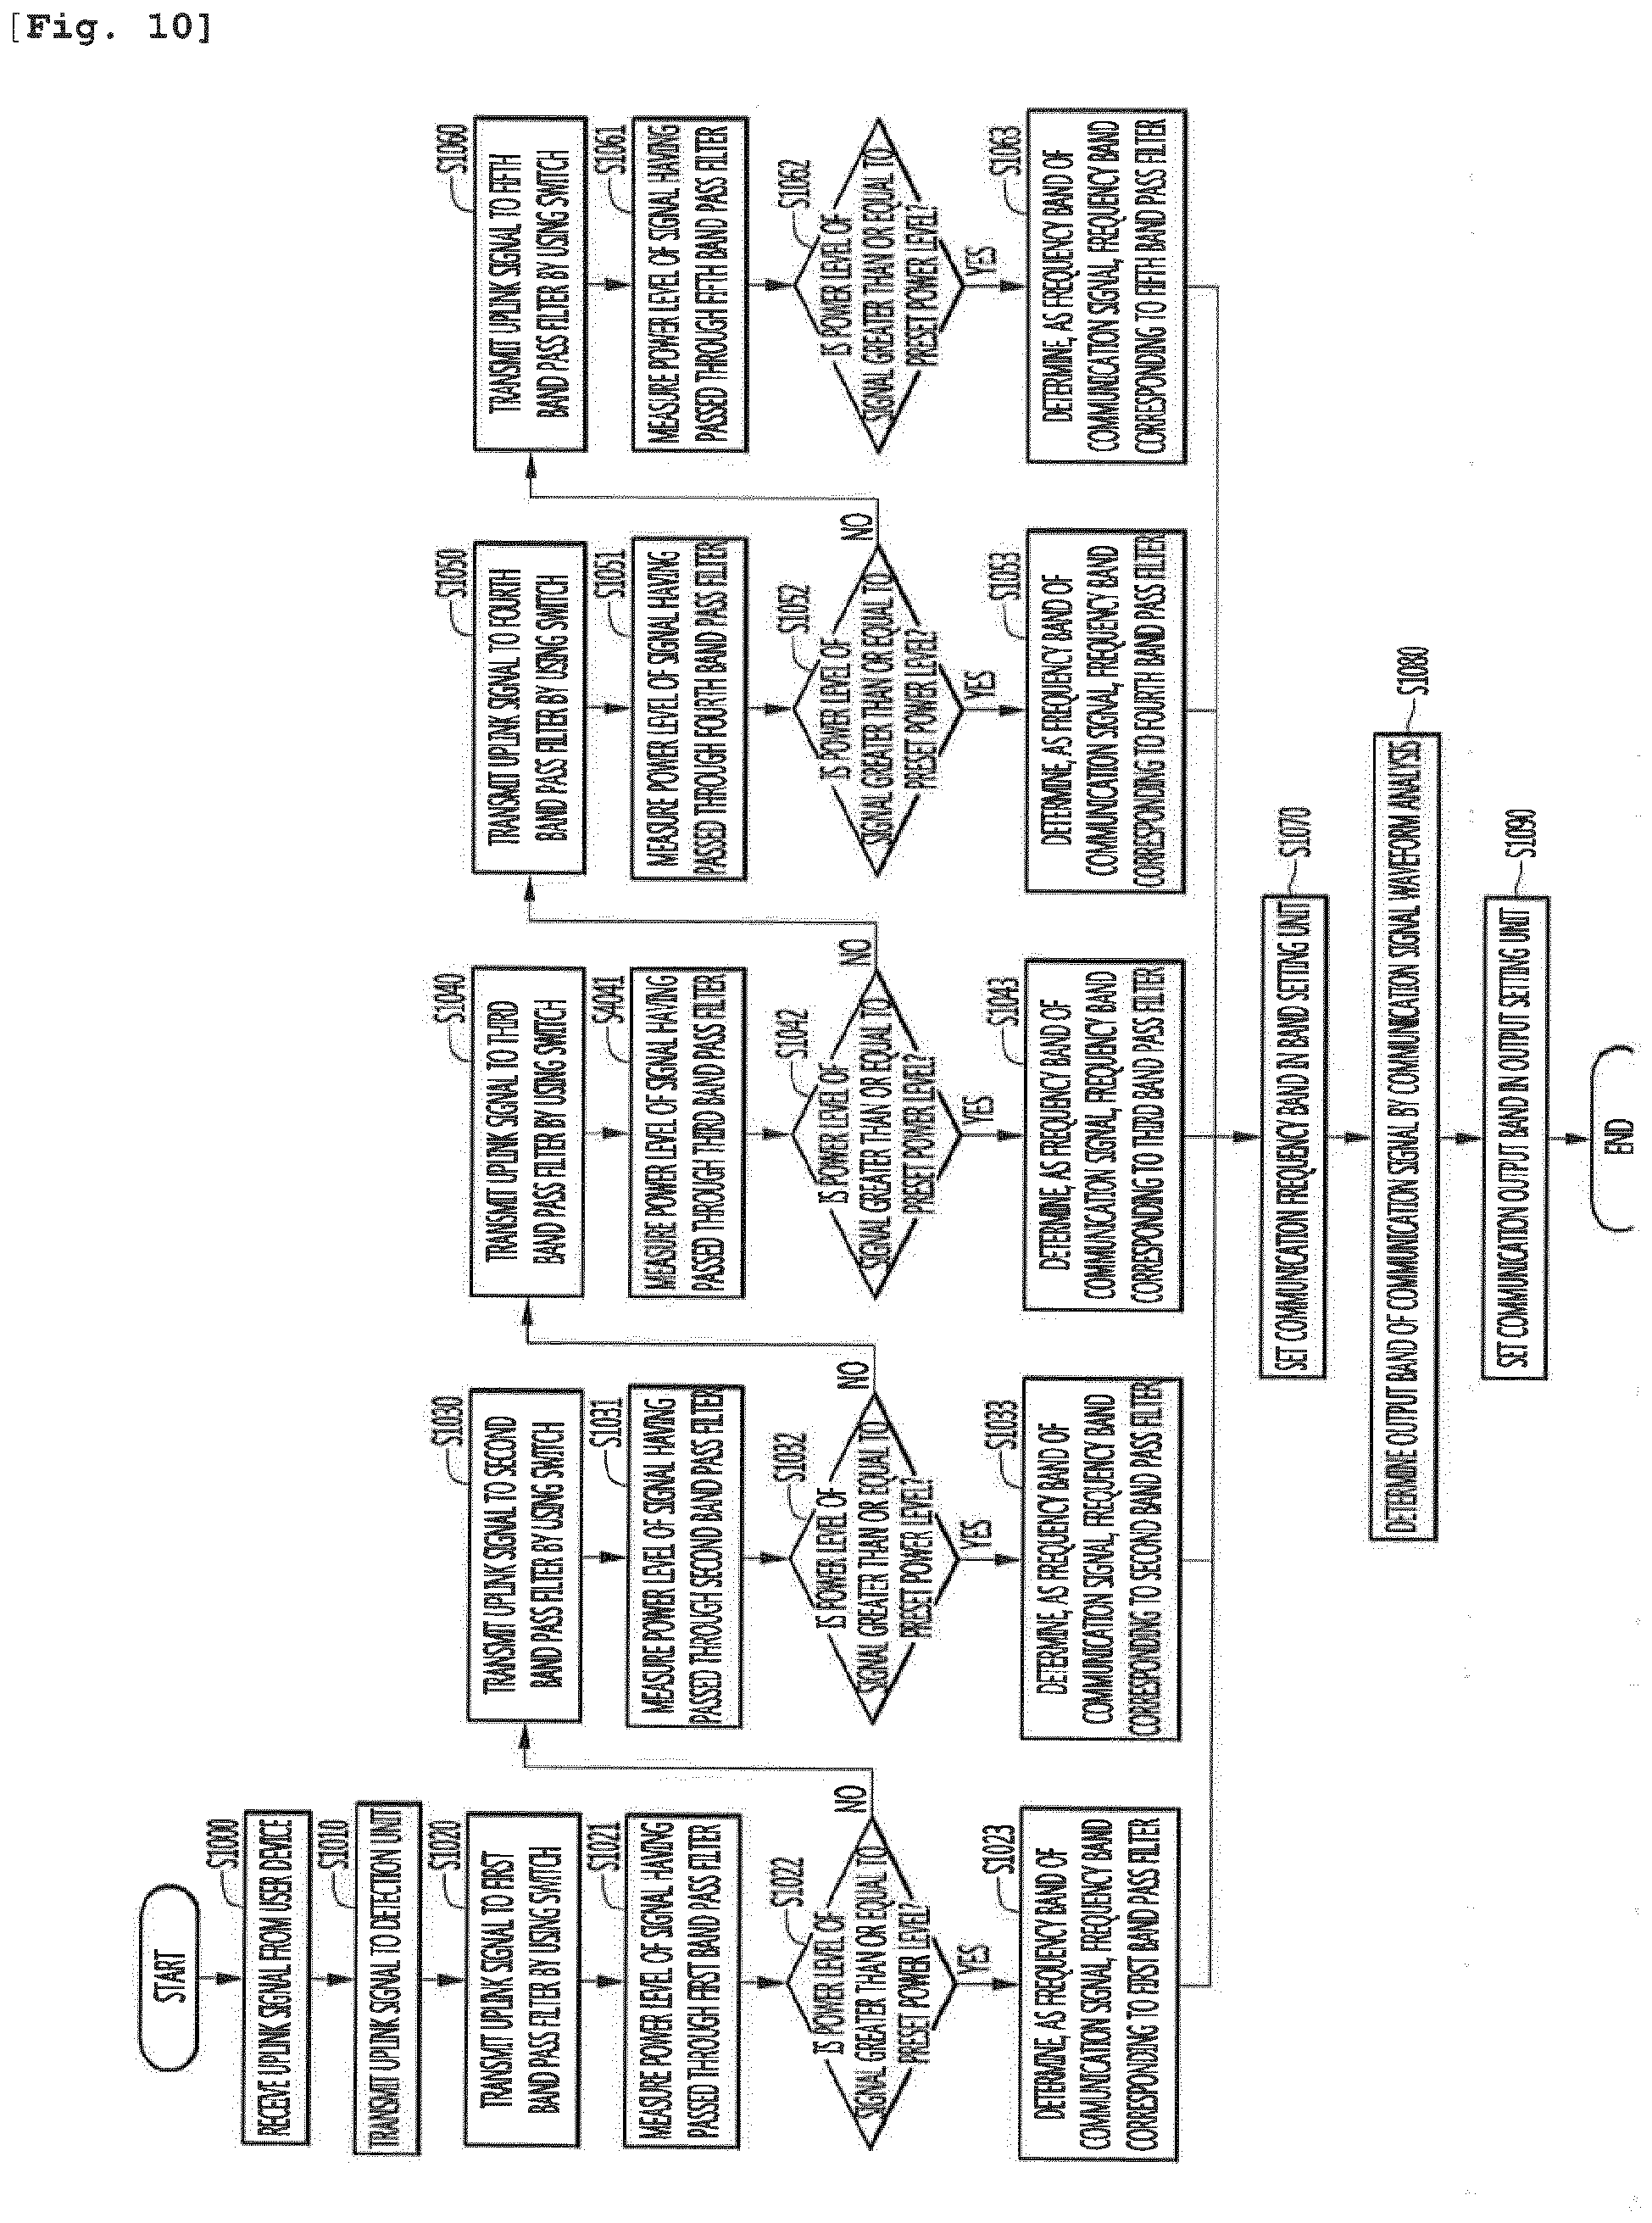 [Fig. 10]
START
S1000
RECEIVE UPLINK SIGNAL FROM USER DEVICE
S1010
TRANSMIT UPLINK SIGNAL TO DETECTION UNIT
S1020
TRANSMIT UPLINK SIGNAL TO FIRST
BAND PASS FILTER BY USING SWITCH
S1021
MEASURE POWER LEVEL OF SIGNAL HAVING
PASSED THROUGH FIRST BAND PASS FILTER
S1022
IS POWER LEVEL OF
SIGNAL GREATER THAN OR EQUAL TO
PRESET POWER LEVEL?
NO
YES
S1023
DETERMINE, AS FREQUENCY BAND OF
COMMUNICATION SIGNAL, FREQUENCY BAND
CORRESPONDING TO FIRST BAND PASS FILTER
S1030
TRANSMIT UPLINK SIGNAL TO SECOND
BAND PASS FILTER BY USING SWITCH
S1031
MEASURE POWER LEVEL OF SIGNAL HAVING
PASSED THROUGH SECOND BAND PASS FILTER
S1032
IS POWER LEVEL OF
SIGNAL GREATER THAN OR EQUAL TO
PRESET POWER LEVEL?
NO
YES
S1033
DETERMINE, AS FREQUENCY BAND OF
COMMUNICATION SIGNAL, FREQUENCY BAND
CORRESPONDING TO SECOND BAND PASS FILTER
S1040
TRANSMIT UPLINK SIGNAL TO THIRD
BAND PASS FILTER BY USING SWITCH
S4041
MEASURE POWER LEVEL OF SIGNAL HAVING
PASSED THROUGH THIRD BAND PASS FILTER
S1042
IS POWER LEVEL OF
SIGNAL GREATER THAN OR EQUAL TO
PRESET POWER LEVEL?
NO
YES
S1043
DETERMINE, AS FREQUENCY BAND OF
COMMUNICATION SIGNAL, FREQUENCY BAND
CORRESPONDING TO THIRD BAND PASS FILTER
S1050
TRANSMIT UPLINK SIGNAL TO FOURTH
BAND PASS FILTER BY USING SWITCH
S1051
MEASURE POWER LEVEL OF SIGNAL HAVING
PASSED THROUGH FOURTH BAND PASS FILTER
S1052
IS POWER LEVEL OF
SIGNAL GREATER THAN OR EQUAL TO
PRESET POWER LEVEL?
NO
YES
S1053
DETERMINE, AS FREQUENCY BAND OF
COMMUNICATION SIGNAL, FREQUENCY BAND
CORRESPONDING TO FOURTH BAND PASS FILTER
S1060
TRANSMIT UPLINK SIGNAL TO FIFTH
BAND PASS FILTER BY USING SWITCH
S1061
MEASURE POWER LEVEL OF SIGNAL HAVING
PASSED THROUGH FIFTH BAND PASS FILTER
S1062
IS POWER LEVEL OF
SIGNAL GREATER THAN OR EQUAL TO
PRESET POWER LEVEL?
YES
S1063
DETERMINE, AS FREQUENCY BAND OF
COMMUNICATION SIGNAL, FREQUENCY BAND
CORRESPONDING TO FIFTH BAND PASS FILTER
SET COMMUNICATION FREQUENCY BAND IN BAND SETTING UNIT
S1070
DETERMINE OUTPUT BAND OF COMMUNICATION SIGNAL BY COMMUNICATION SIGNAL WAVEFORM ANALYSIS
S1080
SET COMMUNICATION OUTPUT BAND IN OUTPUT SETTING UNIT
S1090
END